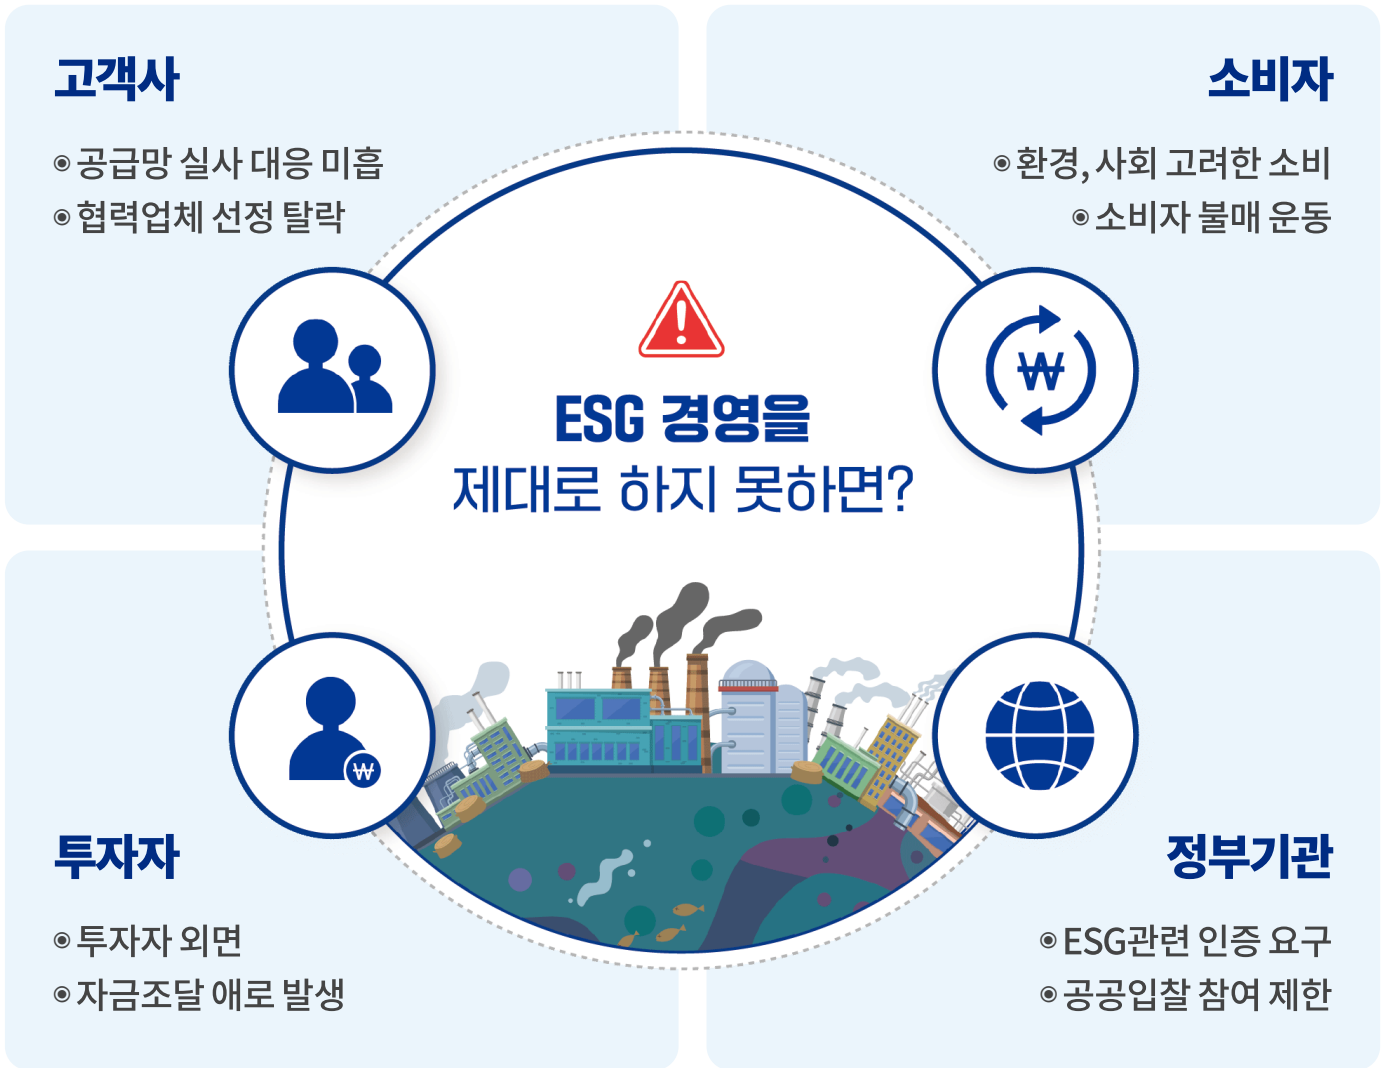 고객사
◉ 공급망 실사 대응 미흡
◉ 협력업체 선정 탈락
소비자
◉ 환경, 사회 고려한 소비
◉ 소비자 불매 운동
ESG 경영을
제대로 하지 못하면?
₩
₩
투자자
◉ 투자자 외면
◉ 자금조달 애로 발생
정부기관
◉ ESG관련 인증 요구
◉ 공공입찰 참여 제한